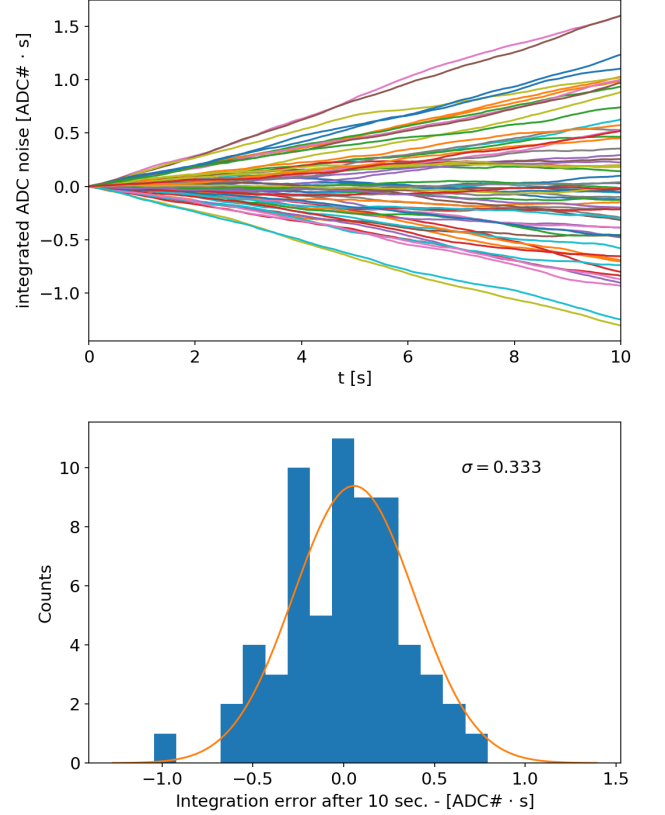 integrated ADC noise [ADC# · s]
1.5
1.0
0.5
0.0
−0.5
−1.0
0 2 4 6 8 10
t [s]
Counts
10
8
6
4
2
0
σ = 0.333
−1.0 −0.5 0.0 0.5 1.0 1.5
Integration error after 10 sec. - [ADC# · s]